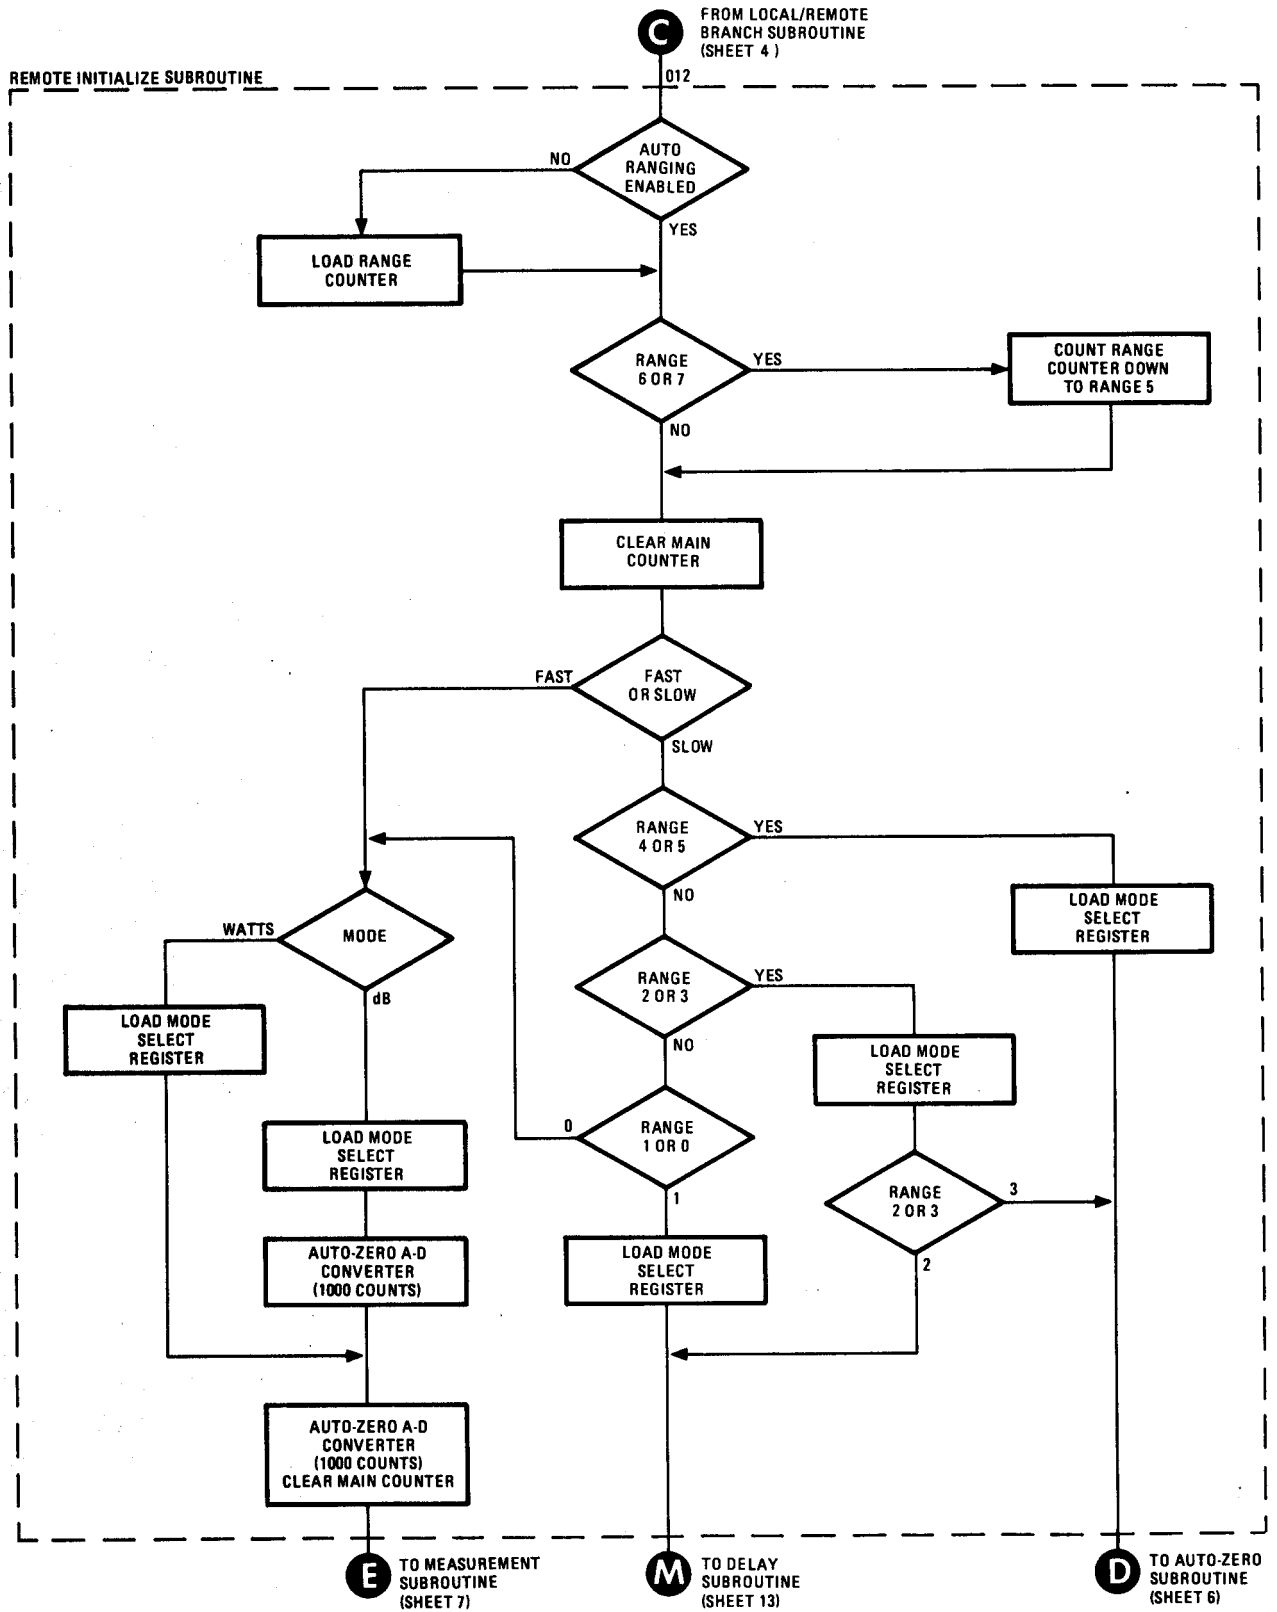 C
FROM LOCAL/REMOTE
BRANCH SUBROUTINE
(SHEET 4 )
REMOTE INITIALIZE SUBROUTINE
012
AUTO
RANGING
ENABLED
NO
YES
LOAD RANGE
COUNTER
RANGE
6 OR 7
YES
NO
COUNT RANGE
COUNTER DOWN
TO RANGE 5
CLEAR MAIN
COUNTER
FAST
FAST
OR SLOW
SLOW
RANGE
4 OR 5
YES
NO
LOAD MODE
SELECT
REGISTER
WATTS
MODE
dB
RANGE
2 OR 3
YES
NO
LOAD MODE
SELECT
REGISTER
LOAD MODE
SELECT
REGISTER
0
RANGE
1 OR 0
1
LOAD MODE
SELECT
REGISTER
RANGE
2 OR 3
3
2
AUTO-ZERO A-D
CONVERTER
(1000 COUNTS)
LOAD MODE
SELECT
REGISTER
AUTO-ZERO A-D
CONVERTER
(1000 COUNTS)
CLEAR MAIN COUNTER
E
TO MEASUREMENT
SUBROUTINE
(SHEET 7)
M
TO DELAY
SUBROUTINE
(SHEET 13)
D
TO AUTO-ZERO
SUBROUTINE
(SHEET 6)